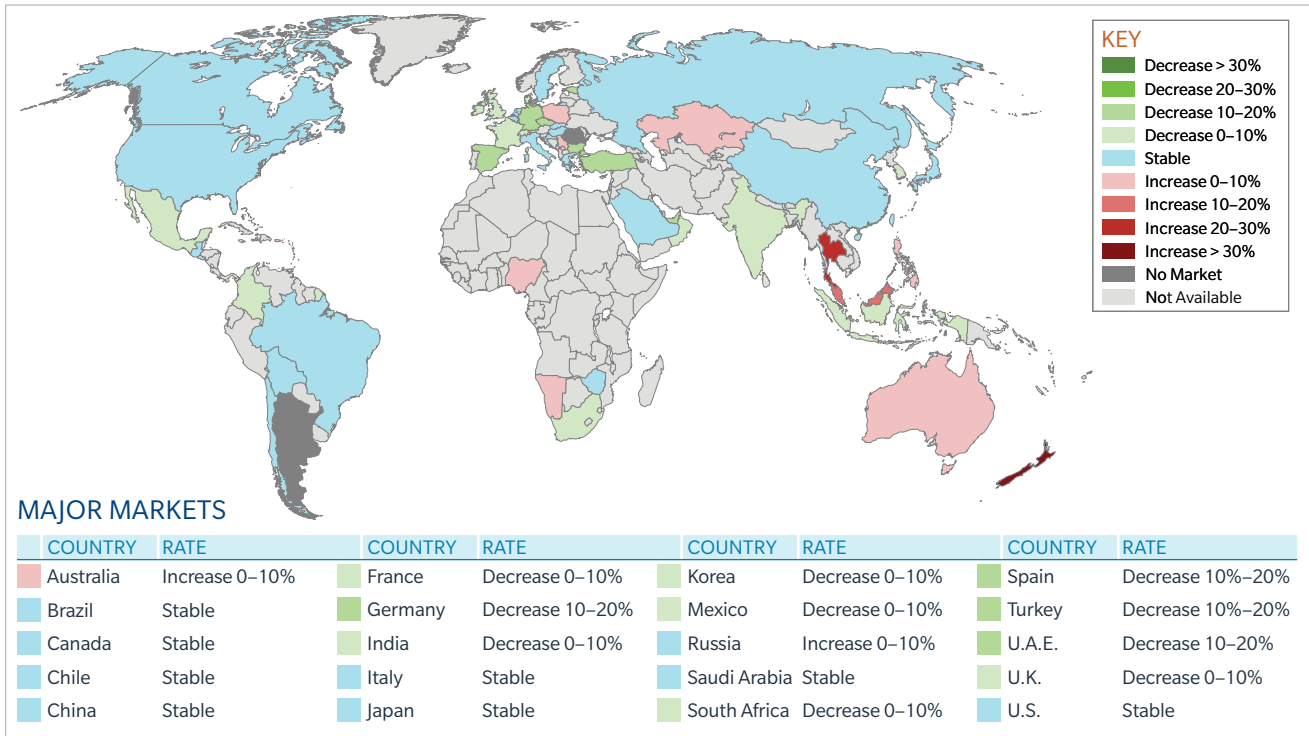 KEY
Decrease > 30%
Decrease 20–30%
Decrease 10–20%
Decrease 0–10%
Stable
Increase 0–10%
Increase 10–20%
Increase 20–30%
Increase > 30%
No Market
Not Available
MAJOR MARKETS
COUNTRY RATE COUNTRY RATE COUNTRY RATE COUNTRY RATE
Australia Increase 0–10% France Decrease 0–10% Korea Decrease 0–10% Spain Decrease 10%–20%
Brazil Stable Germany Decrease 10–20% Mexico Decrease 0–10% Turkey Decrease 10%–20%
Canada Stable India Decrease 0–10% Russia Increase 0–10% U.A.E. Decrease 10–20%
Chile Stable Italy Stable Saudi Arabia Stable U.K. Decrease 0–10%
China Stable Japan Stable South Africa Decrease 0–10% U.S. Stable